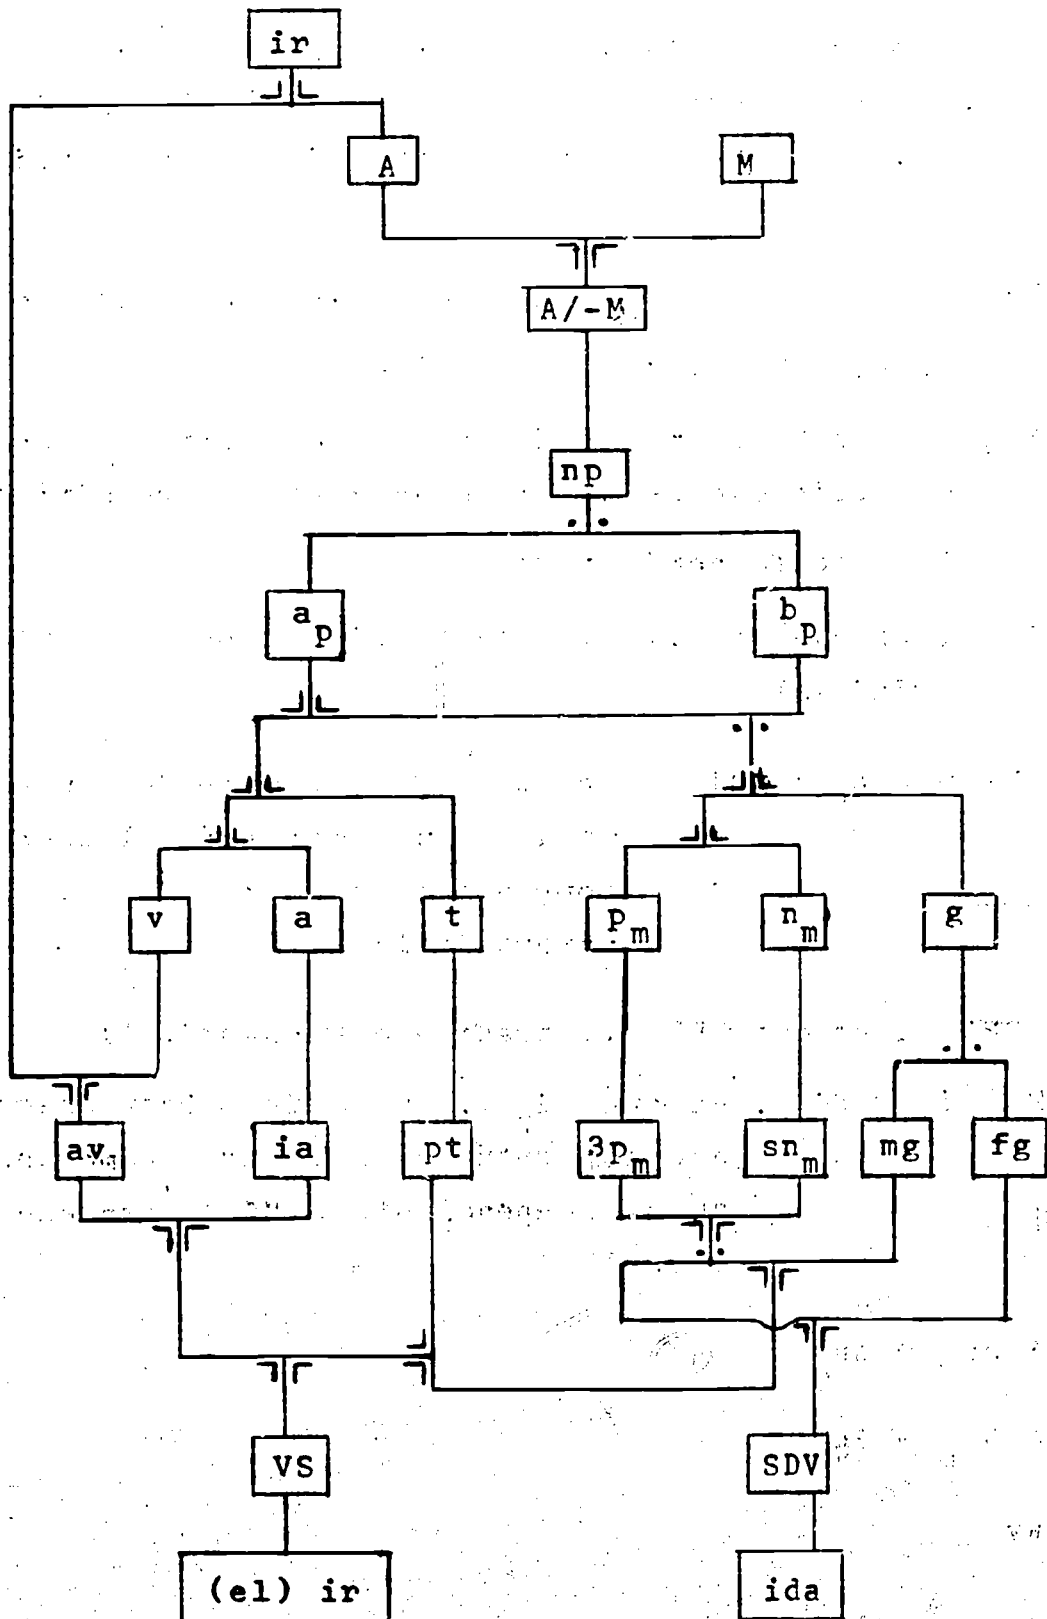 ir
A M
A/-M
np
a_p b_p
v a t p_m n_m g
av ia pt 3p_m sn_m mg fg
VS SDV
(el) ir ida